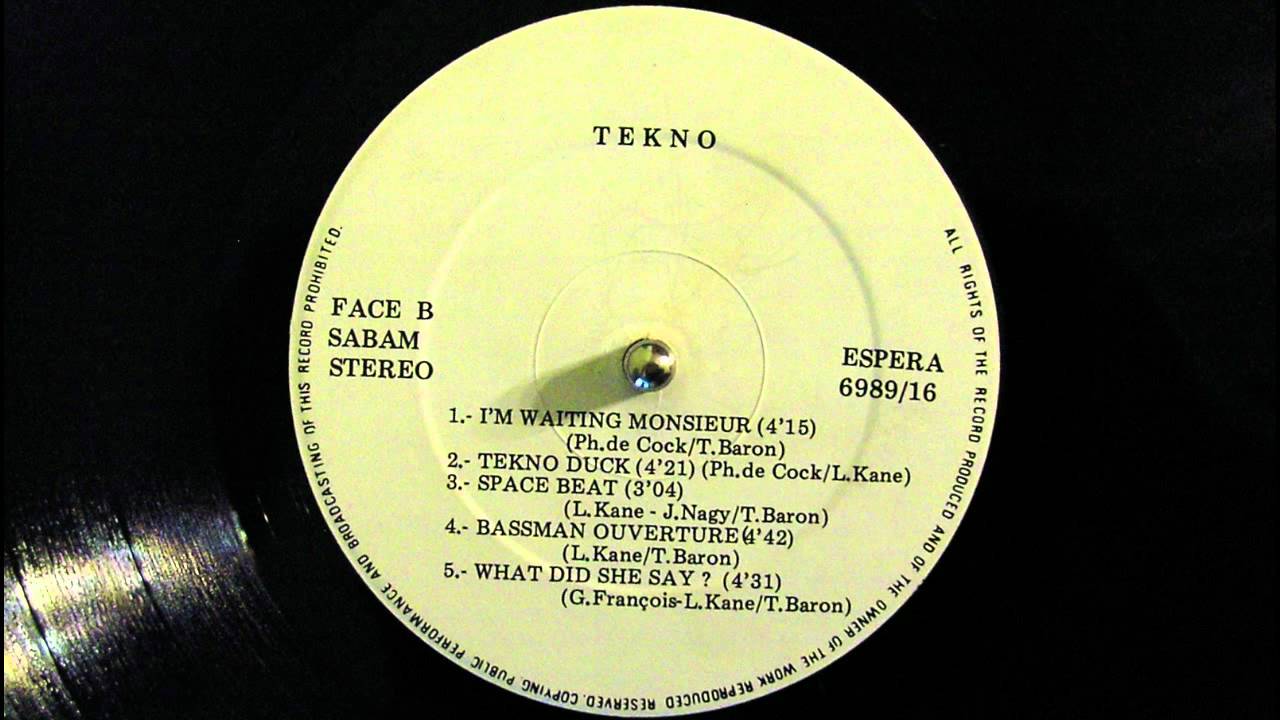 TEKNO
FACE B
SABAM
STEREO
ESPERA
6989/16
1.- I'M WAITING MONSIEUR (4'15)
(Ph.de Cock/T.Baron)
2.- TEKNO DUCK (4'21) (Ph.de Cock/L.Kane)
3.- SPACE BEAT (3'04)
(L.Kane - J.Nagy/T.Baron)
4.- BASSMAN OUVERTURE(4'42)
(L.Kane/T.Baron)
5.- WHAT DID SHE SAY ? (4'31)
(G.François-L.Kane/T.Baron)
ALL RIGHTS OF THE RECORD PRODUCED AND OF THE OWNER OF THE WORK REPRODUCED RESERVED. COPYING, PUBLIC PERFORMANCE AND BROADCASTING OF THIS RECORD PROHIBITED.